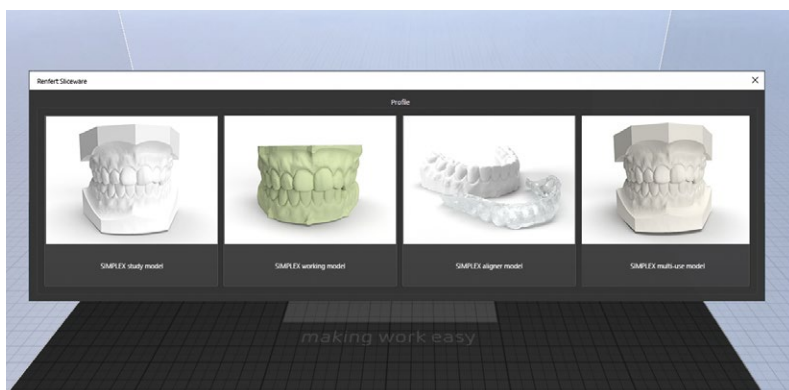 Renfert Sliceware
Profile
SIMPLEX study model
SIMPLEX working model
SIMPLEX aligner model
SIMPLEX multi-use model
making work easy